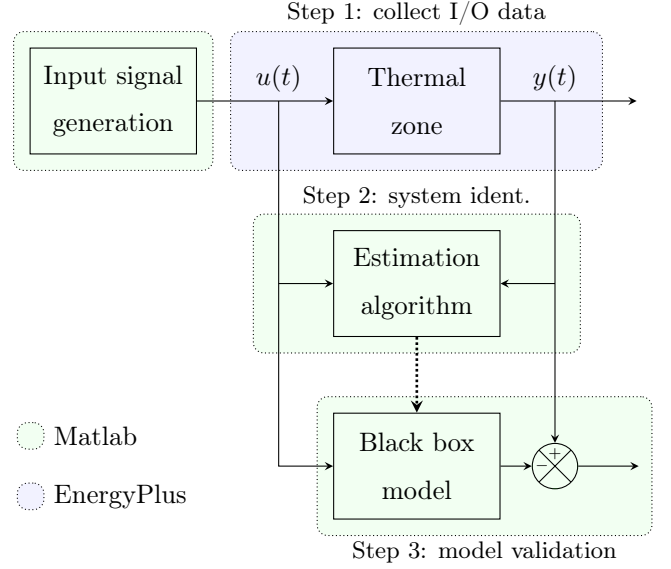 Step 1: collect I/O data
Input signal
generation
u(t)
Thermal
zone
y(t)
Step 2: system ident.
Estimation
algorithm
Matlab
EnergyPlus
Black box
model
+
−
Step 3: model validation